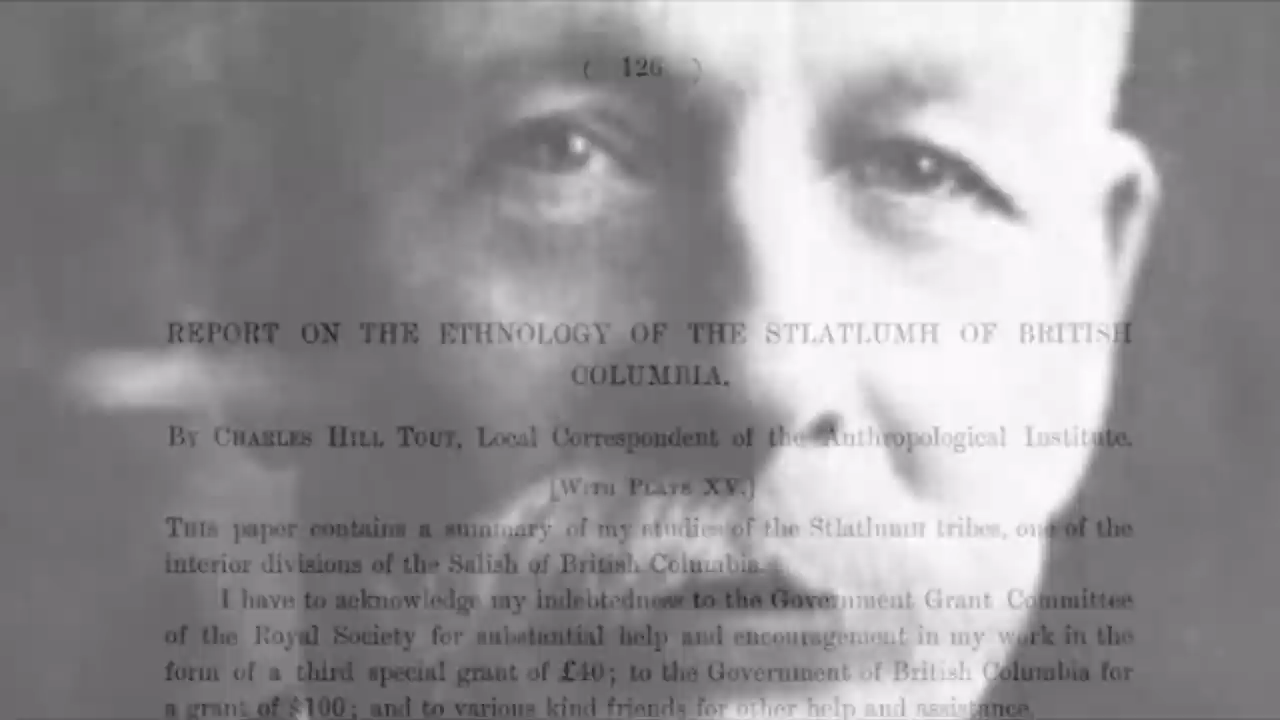 ( 126 )
REPORT ON THE ETHNOLOGY OF THE STLATLUMH OF BRITISH
COLUMBIA.
By Charles Hill Tout, Local Correspondent of the Anthropological Institute.
[With Plate XV.]
This paper contains a summary of my studies of the Stlatlumh tribes, one of the
interior divisions of the Salish of British Columbia.
I have to acknowledge my indebtedness to the Government Grant Committee
of the Royal Society for substantial help and encouragement in my work in the
form of a third special grant of £40; to the Government of British Columbia for
a grant of $100; and to various kind friends for other help and assistance.